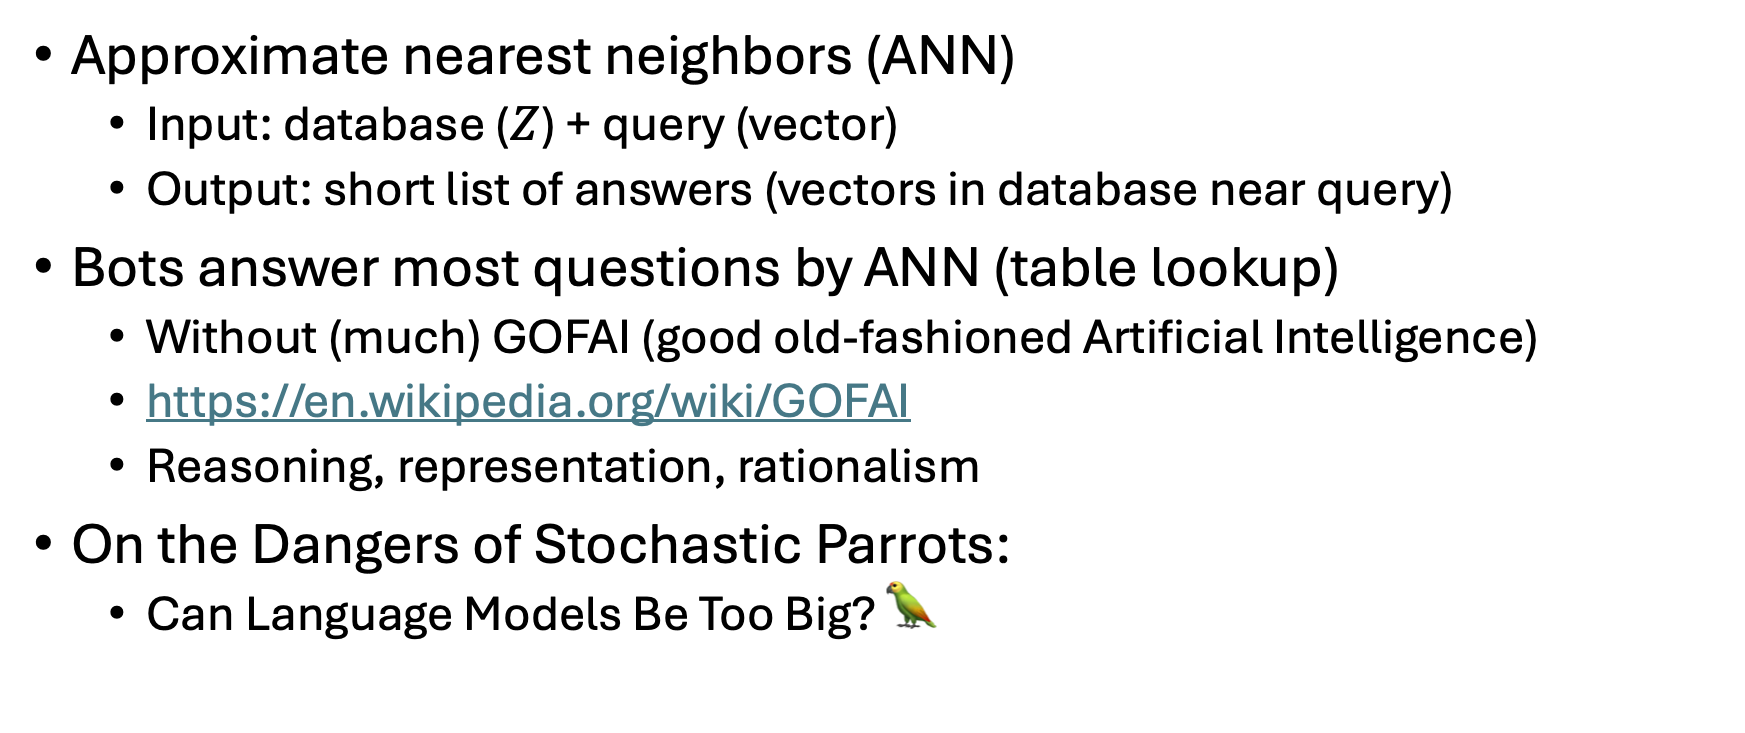 • Approximate nearest neighbors (ANN)
• Input: database (Z) + query (vector)
• Output: short list of answers (vectors in database near query)
• Bots answer most questions by ANN (table lookup)
• Without (much) GOFAI (good old-fashioned Artificial Intelligence)
• https://en.wikipedia.org/wiki/GOFAI
• Reasoning, representation, rationalism
• On the Dangers of Stochastic Parrots:
• Can Language Models Be Too Big? 🦜